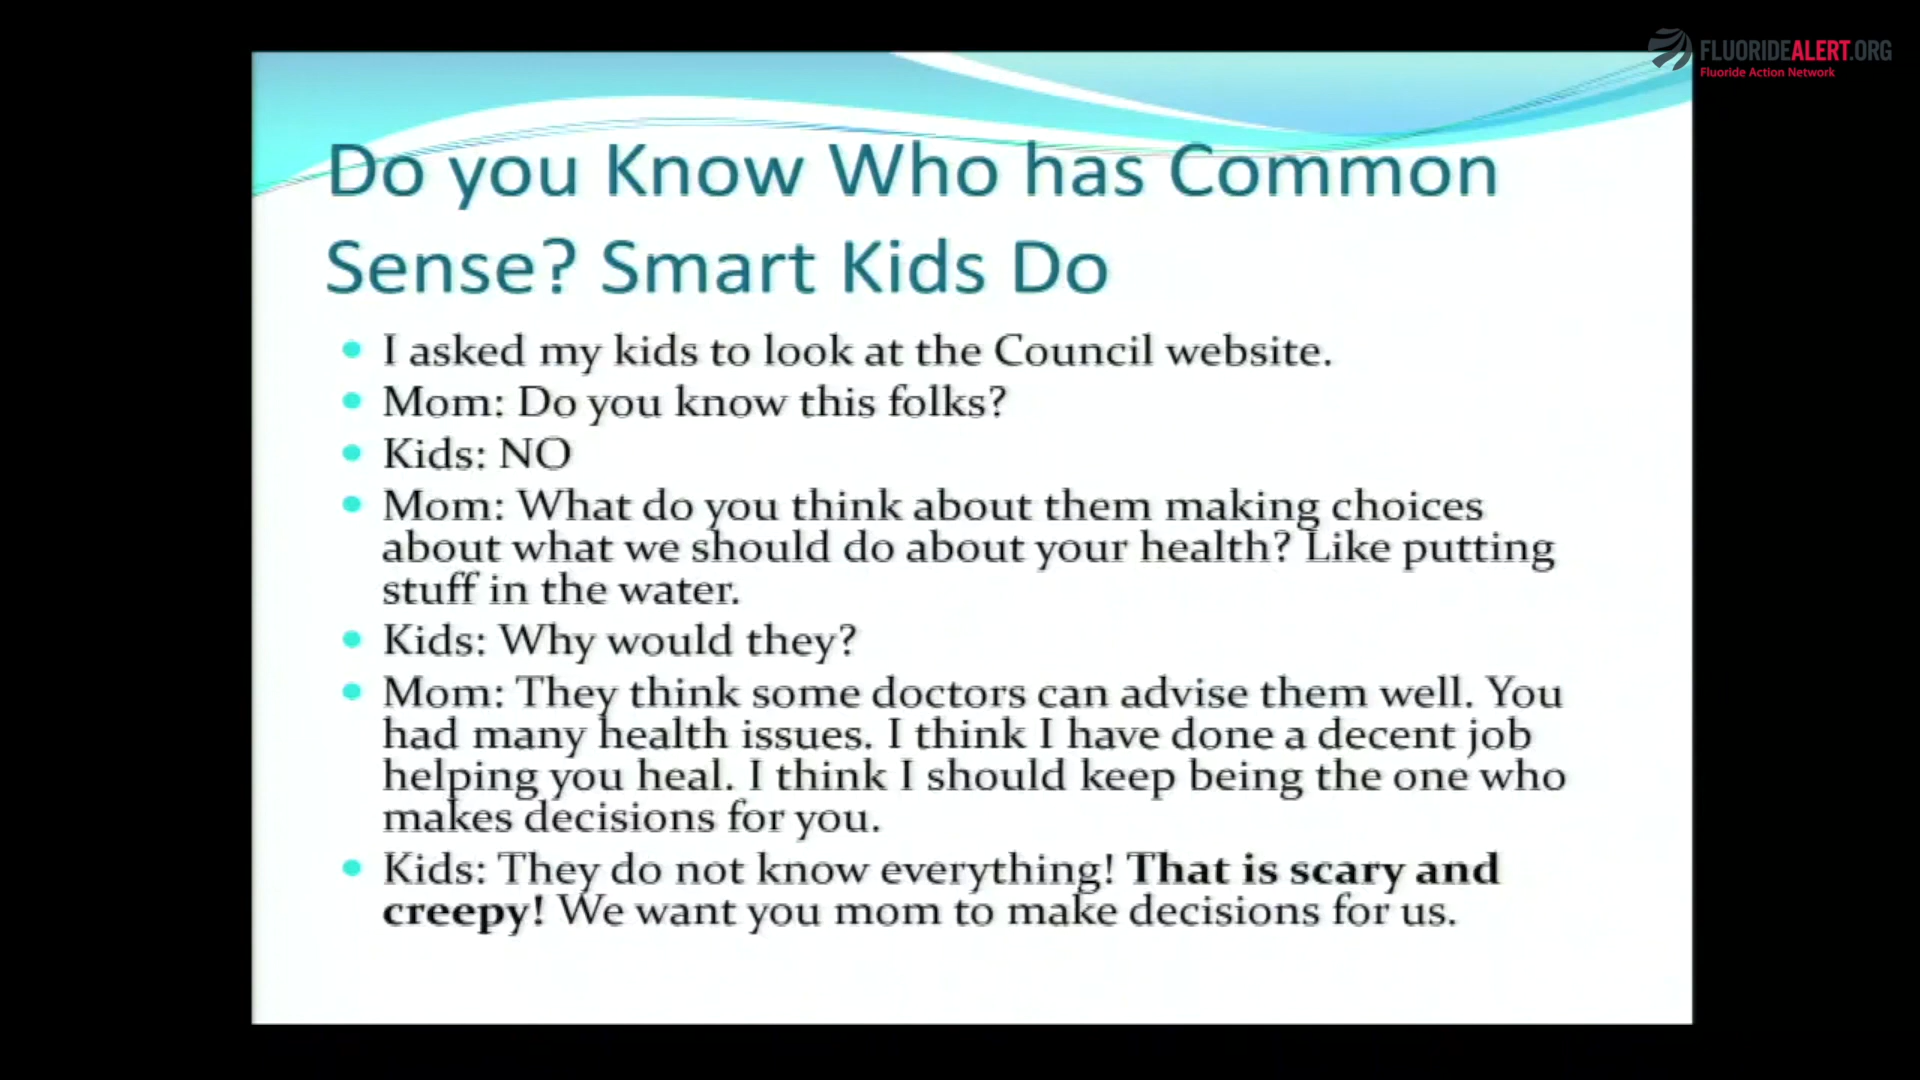 FLUORIDEALERT.ORG
Fluoride Action Network
Do you Know Who has Common
Sense? Smart Kids Do
I asked my kids to look at the Council website.
Mom: Do you know this folks?
Kids: NO
Mom: What do you think about them making choices
about what we should do about your health? Like putting
stuff in the water.
Kids: Why would they?
Mom: They think some doctors can advise them well. You
had many health issues. I think I have done a decent job
helping you heal. I think I should keep being the one who
makes decisions for you.
Kids: They do not know everything! That is scary and
creepy! We want you mom to make decisions for us.